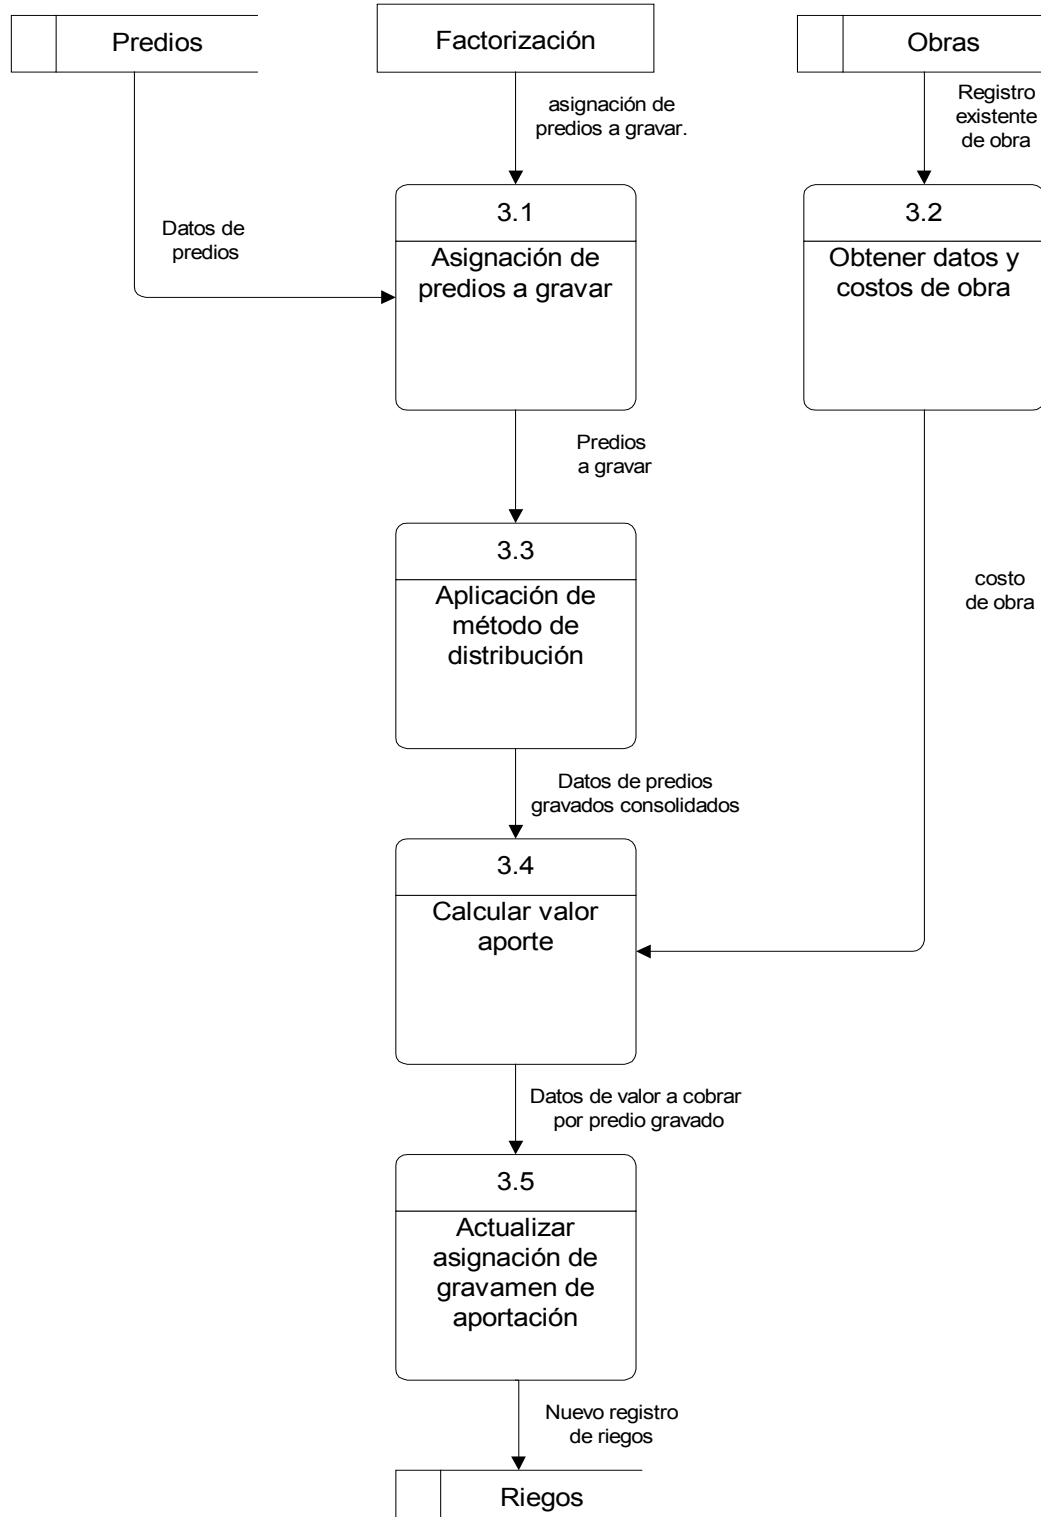 Predios
Factorización
Obras
asignación de
predios a gravar.
Registro
existente
de obra
3.1
Asignación de
predios a gravar
3.2
Obtener datos y
costos de obra
Datos de
predios
Predios
a gravar
3.3
Aplicación de
método de
distribución
costo
de obra
Datos de predios
gravados consolidados
3.4
Calcular valor
aporte
Datos de valor a cobrar
por predio gravado
3.5
Actualizar
asignación de
gravamen de
aportación
Nuevo registro
de riegos
Riegos